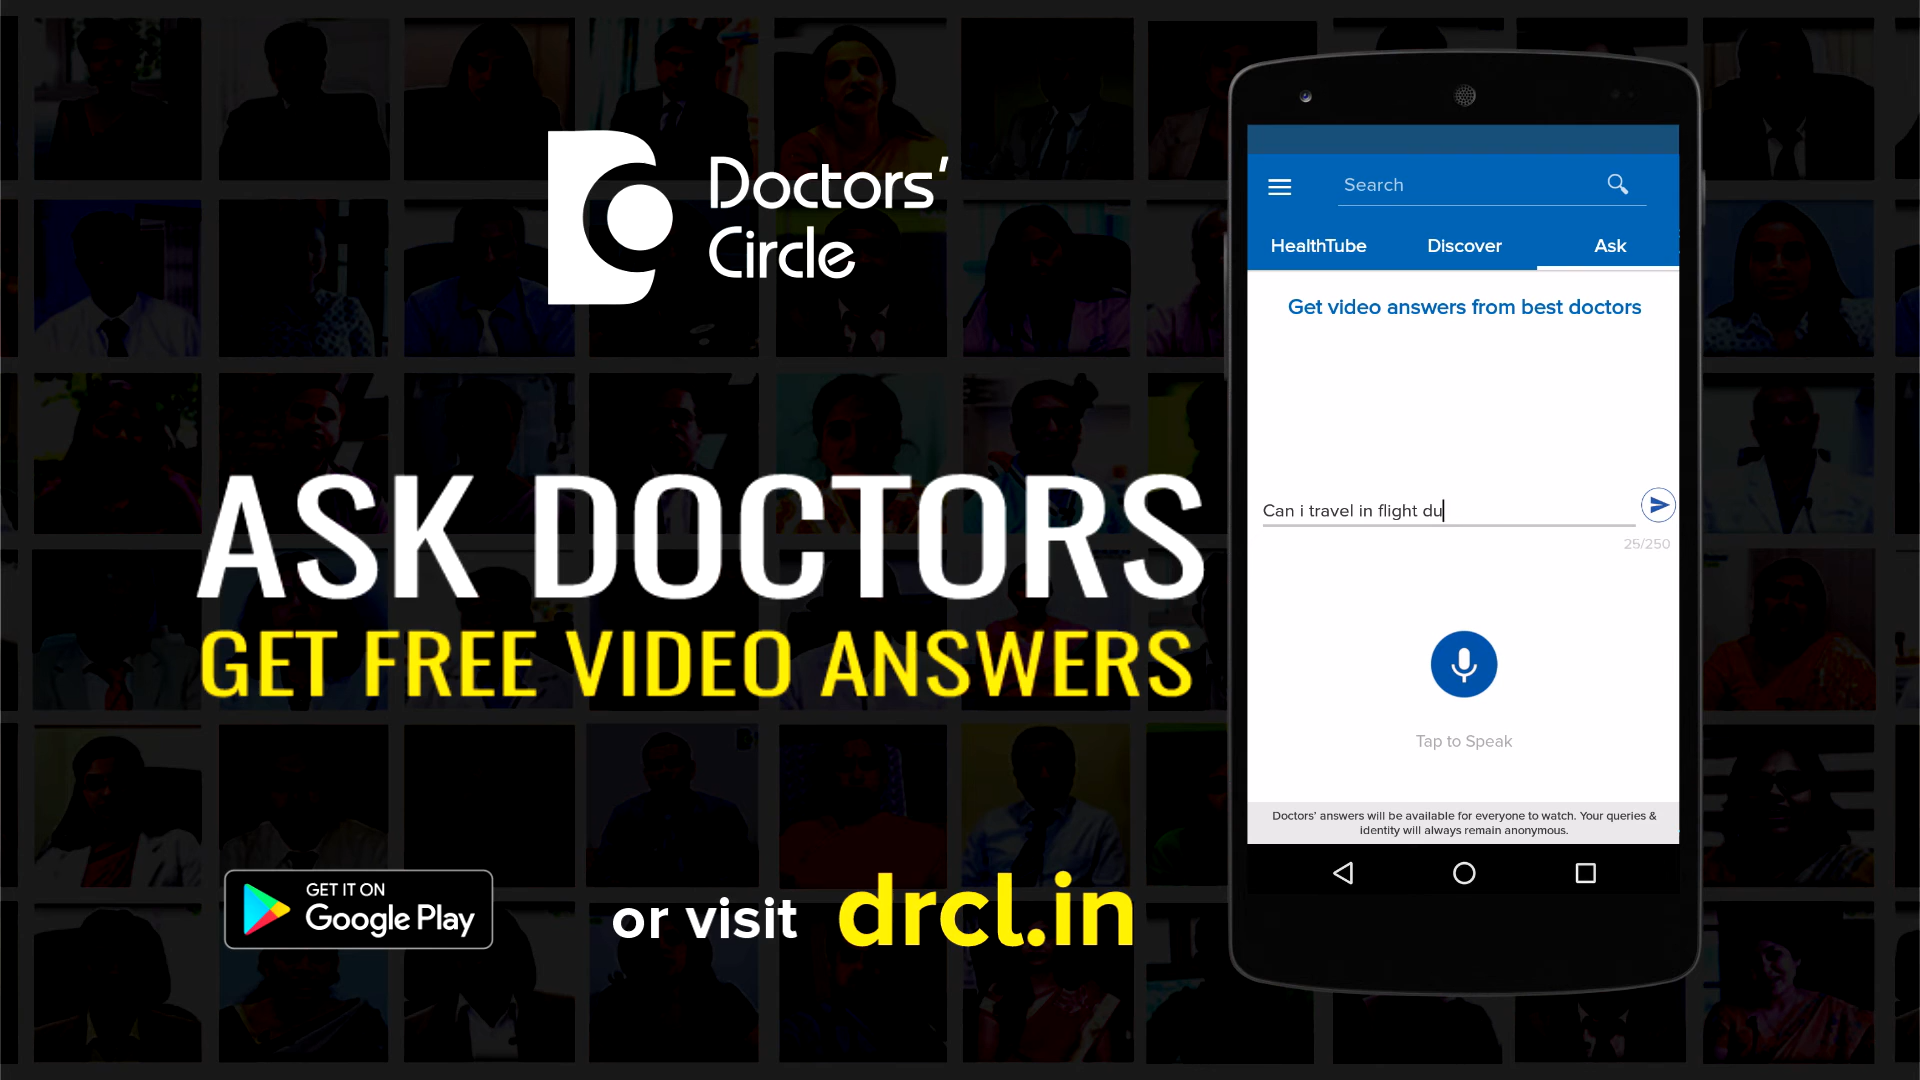 Doctors'
Circle
ASK DOCTORS
GET FREE VIDEO ANSWERS
GET IT ON
Google Play
or visit drcl.in
Search
HealthTube Discover Ask
Get video answers from best doctors
Can i travel in flight du
25/250
Tap to Speak
Doctors' answers will be available for everyone to watch. Your queries &
identity will always remain anonymous.